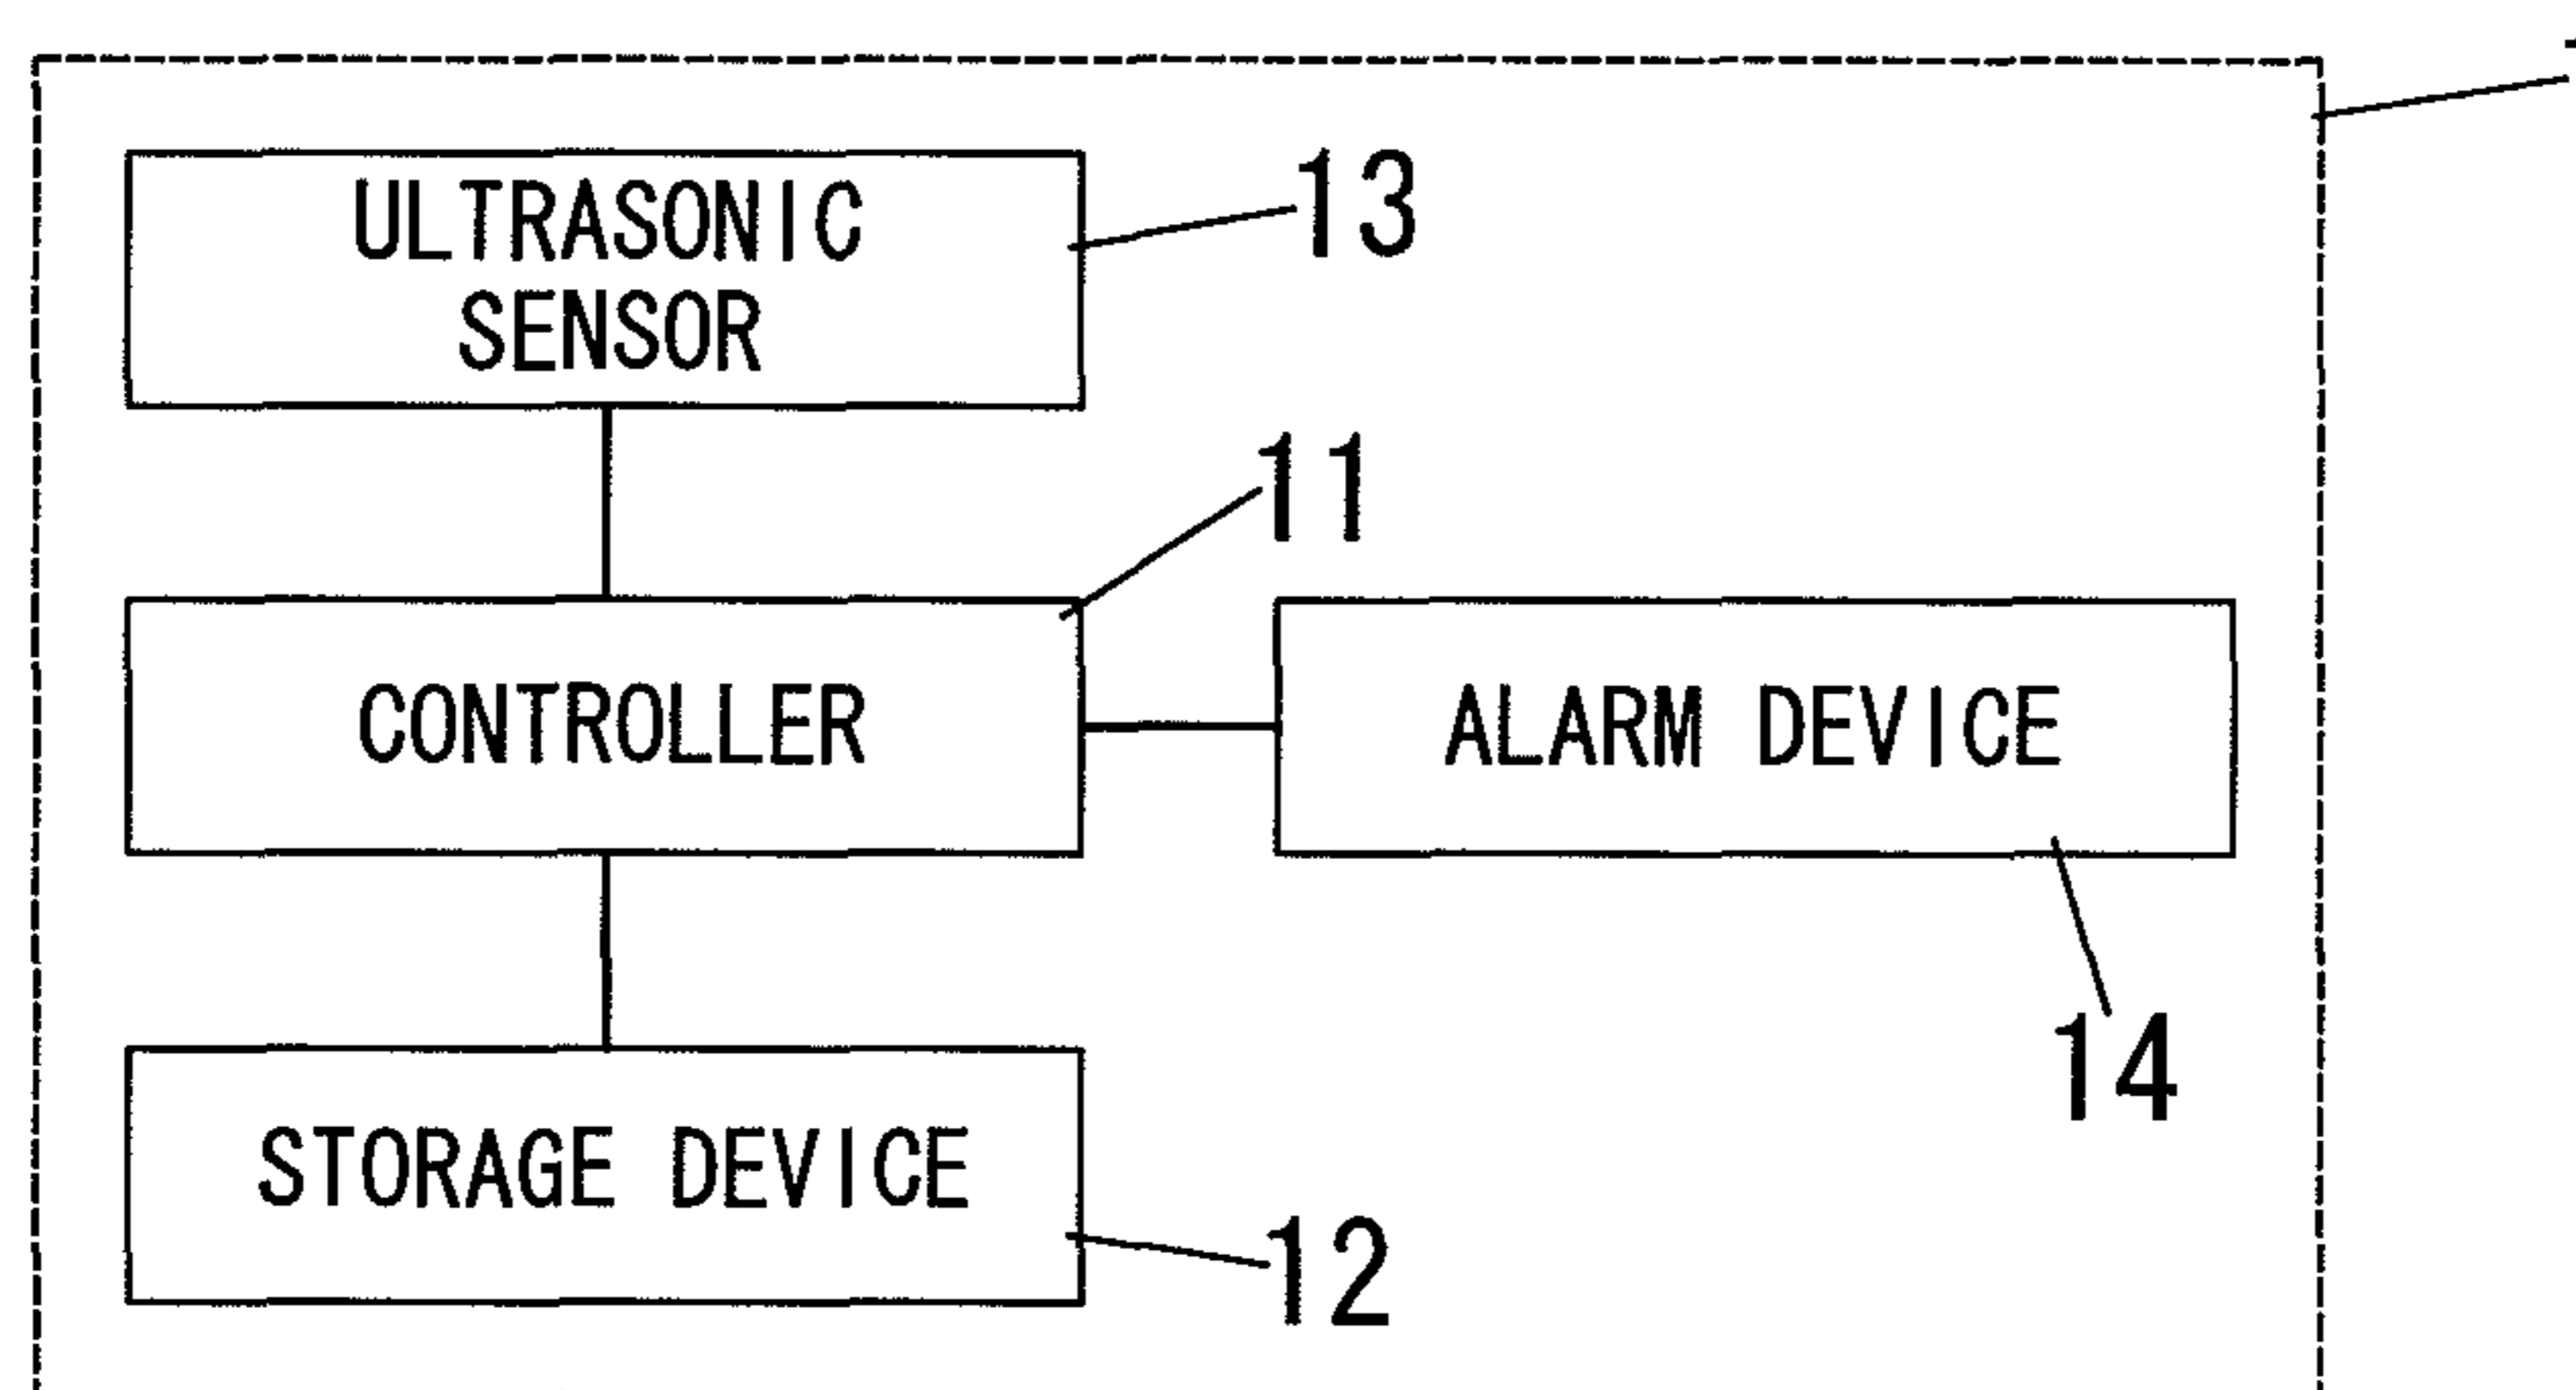 ULTRASONIC
SENSOR
13
11
CONTROLLER
ALARM DEVICE
14
STORAGE DEVICE
12